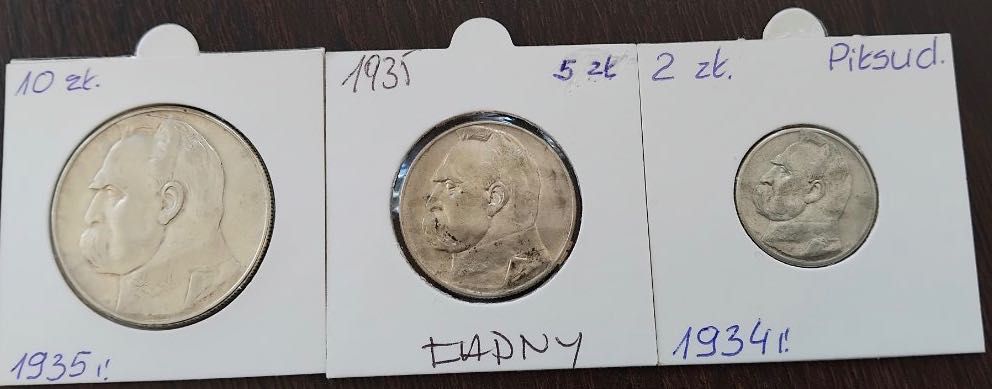 10 zł.
1935 r.
1935 5 zł
ŁADNY
2 zł. Piłsud.
1934 r.